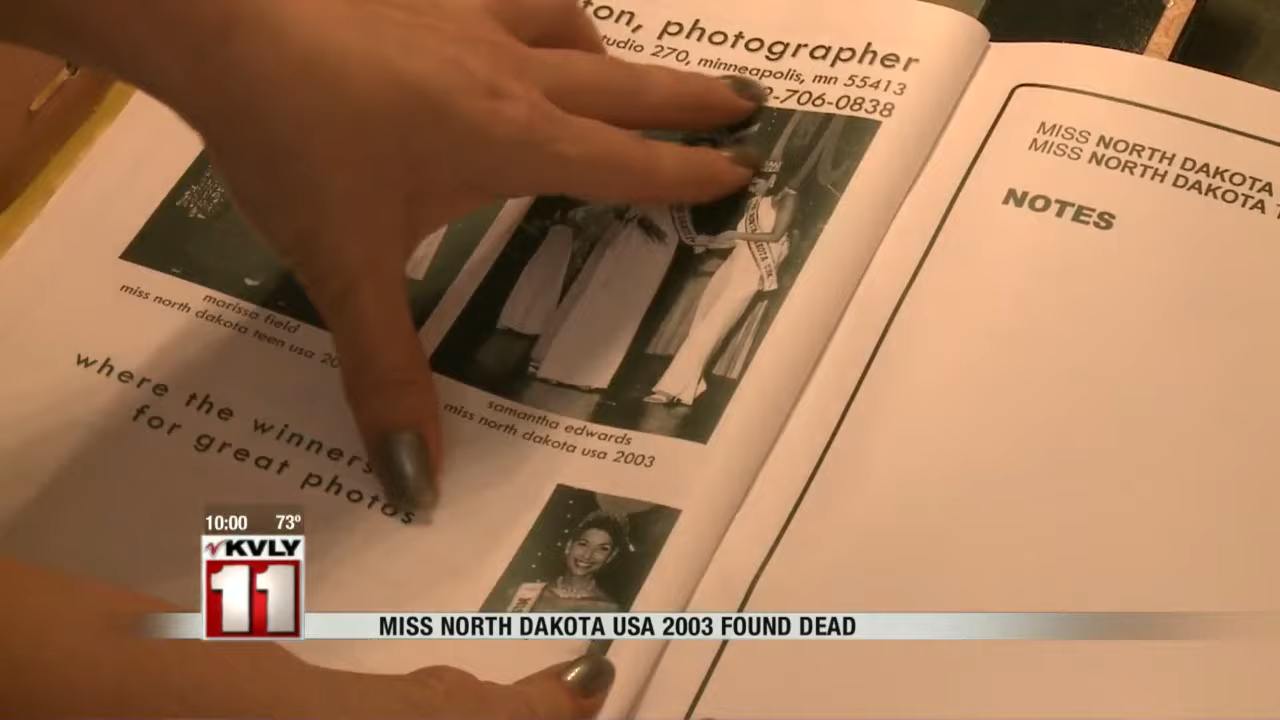 photographer
270, minneapolis, mn 55413
-706-0838
MISS NORTH DAKOTA
MISS NORTH DAKOTA
NOTES
marissa field
miss north dakota teen usa
samantha edwards
miss north dakota usa 2003
where the winners
for great photos
10:00 73°
KVLY
11
MISS NORTH DAKOTA USA 2003 FOUND DEAD